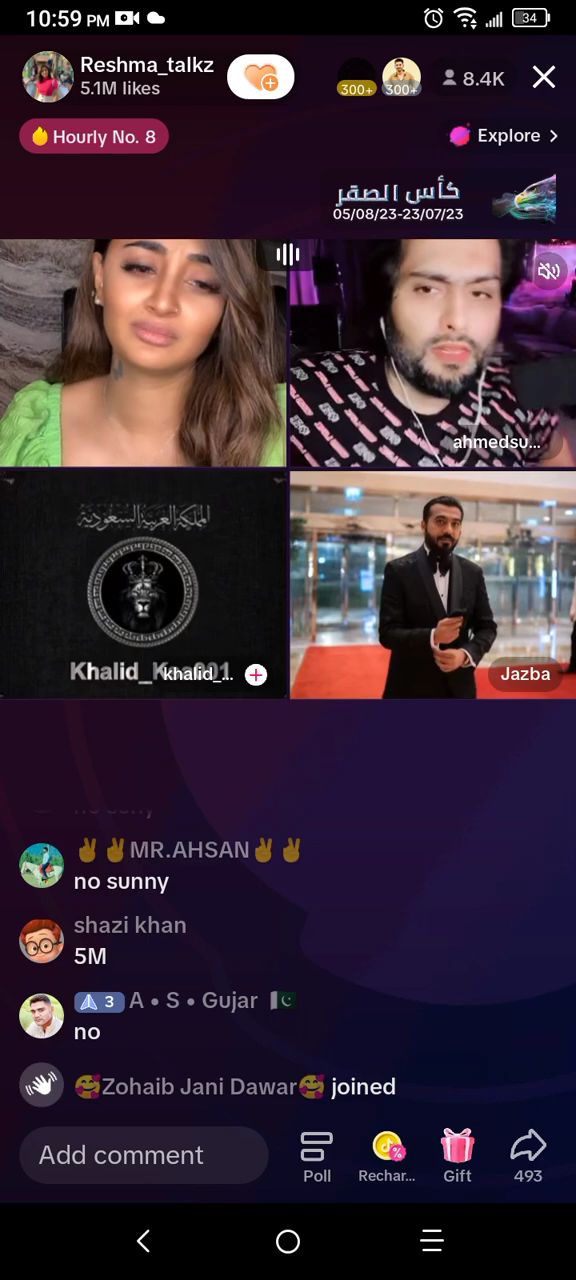 10:59 PM
34
Reshma_talkz
5.1M likes
300+
300+
8.4K
Hourly No. 8
Explore
كأس الصقر
05/08/23-23/07/23
ahmedsu...
المملكة العربية السعودية
Khalid_
khalid_...
Jazba
✌✌MR.AHSAN✌✌
no sunny
shazi khan
5M
3 A • S • Gujar 🇵🇰
no
🥰Zohaib Jani Dawar🥰 joined
Add comment
Poll
Rechar...
Gift
493